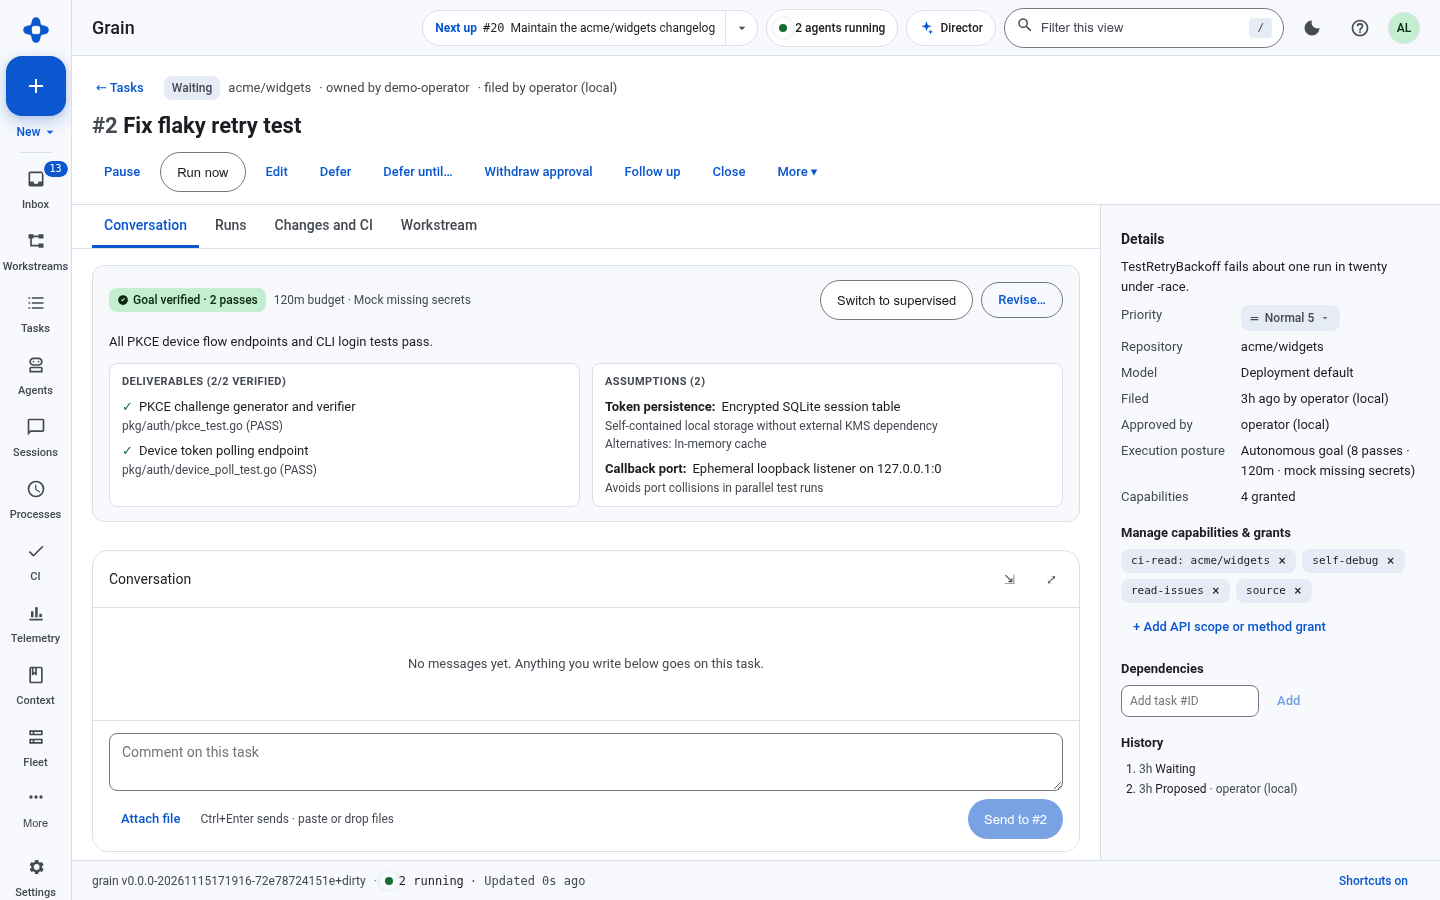 Grain
Next up #20 Maintain the acme/widgets changelog
2 agents running
Director
Filter this view
/
AL
New
13
Inbox
Workstreams
Tasks
Agents
Sessions
Processes
CI
Telemetry
Context
Fleet
More
Settings
← Tasks
Waiting
acme/widgets · owned by demo-operator · filed by operator (local)
#2 Fix flaky retry test
Pause
Run now
Edit
Defer
Defer until…
Withdraw approval
Follow up
Close
More ▾
Conversation
Runs
Changes and CI
Workstream
Goal verified · 2 passes
120m budget · Mock missing secrets
Switch to supervised
Revise…
All PKCE device flow endpoints and CLI login tests pass.
DELIVERABLES (2/2 VERIFIED)
✓ PKCE challenge generator and verifier
pkg/auth/pkce_test.go (PASS)
✓ Device token polling endpoint
pkg/auth/device_poll_test.go (PASS)
ASSUMPTIONS (2)
Token persistence: Encrypted SQLite session table
Self-contained local storage without external KMS dependency
Alternatives: In-memory cache
Callback port: Ephemeral loopback listener on 127.0.0.1:0
Avoids port collisions in parallel test runs
Conversation
No messages yet. Anything you write below goes on this task.
Comment on this task
Attach file
Ctrl+Enter sends · paste or drop files
Send to #2
Details
TestRetryBackoff fails about one run in twenty
under -race.
Priority
= Normal 5
Repository
acme/widgets
Model
Deployment default
Filed
3h ago by operator (local)
Approved by
operator (local)
Execution posture
Autonomous goal (8 passes ·
120m · mock missing secrets)
Capabilities
4 granted
Manage capabilities & grants
ci-read: acme/widgets ×
self-debug ×
read-issues ×
source ×
+ Add API scope or method grant
Dependencies
Add task #ID
Add
History
1. 3h Waiting
2. 3h Proposed · operator (local)
grain v0.0.0-20261115171916-72e78724151e+dirty · 2 running · Updated 0s ago
Shortcuts on